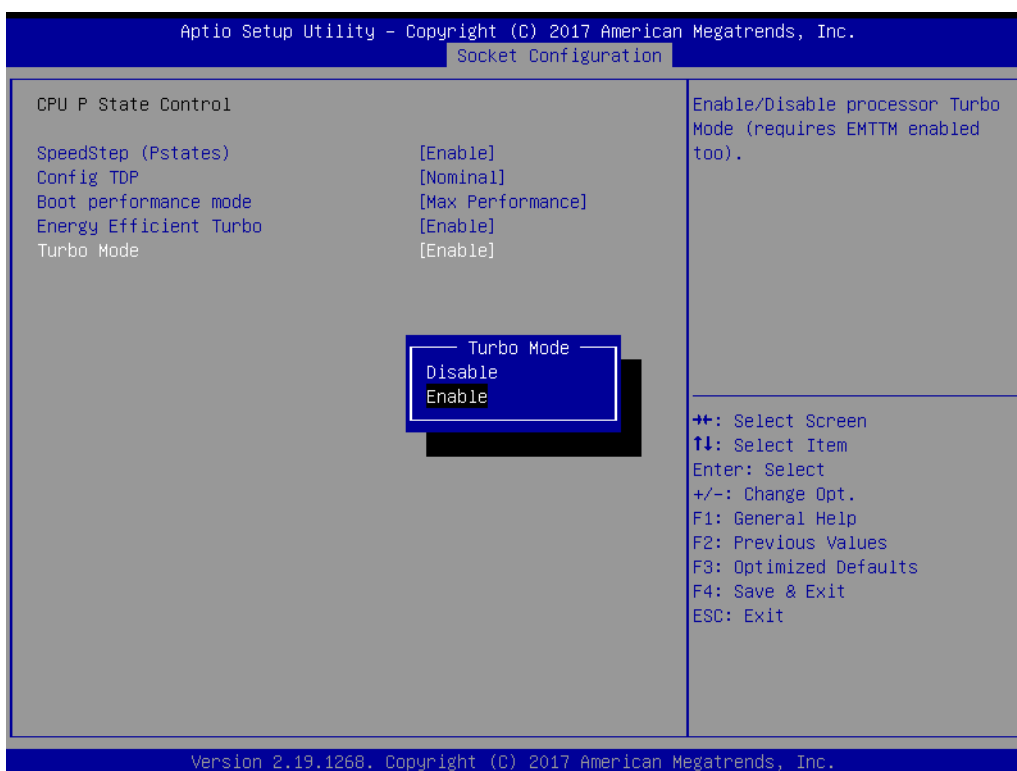 Aptio Setup Utility – Copyright (C) 2017 American Megatrends, Inc.
Socket Configuration
CPU P State Control
SpeedStep (Pstates) [Enable]
Config TDP [Nominal]
Boot performance mode [Max Performance]
Energy Efficient Turbo [Enable]
Turbo Mode [Enable]
Turbo Mode
Disable
Enable
Enable/Disable processor Turbo
Mode (requires EMTTM enabled
too).
→←: Select Screen
↑↓: Select Item
Enter: Select
+/-: Change Opt.
F1: General Help
F2: Previous Values
F3: Optimized Defaults
F4: Save & Exit
ESC: Exit
Version 2.19.1268. Copyright (C) 2017 American Megatrends, Inc.